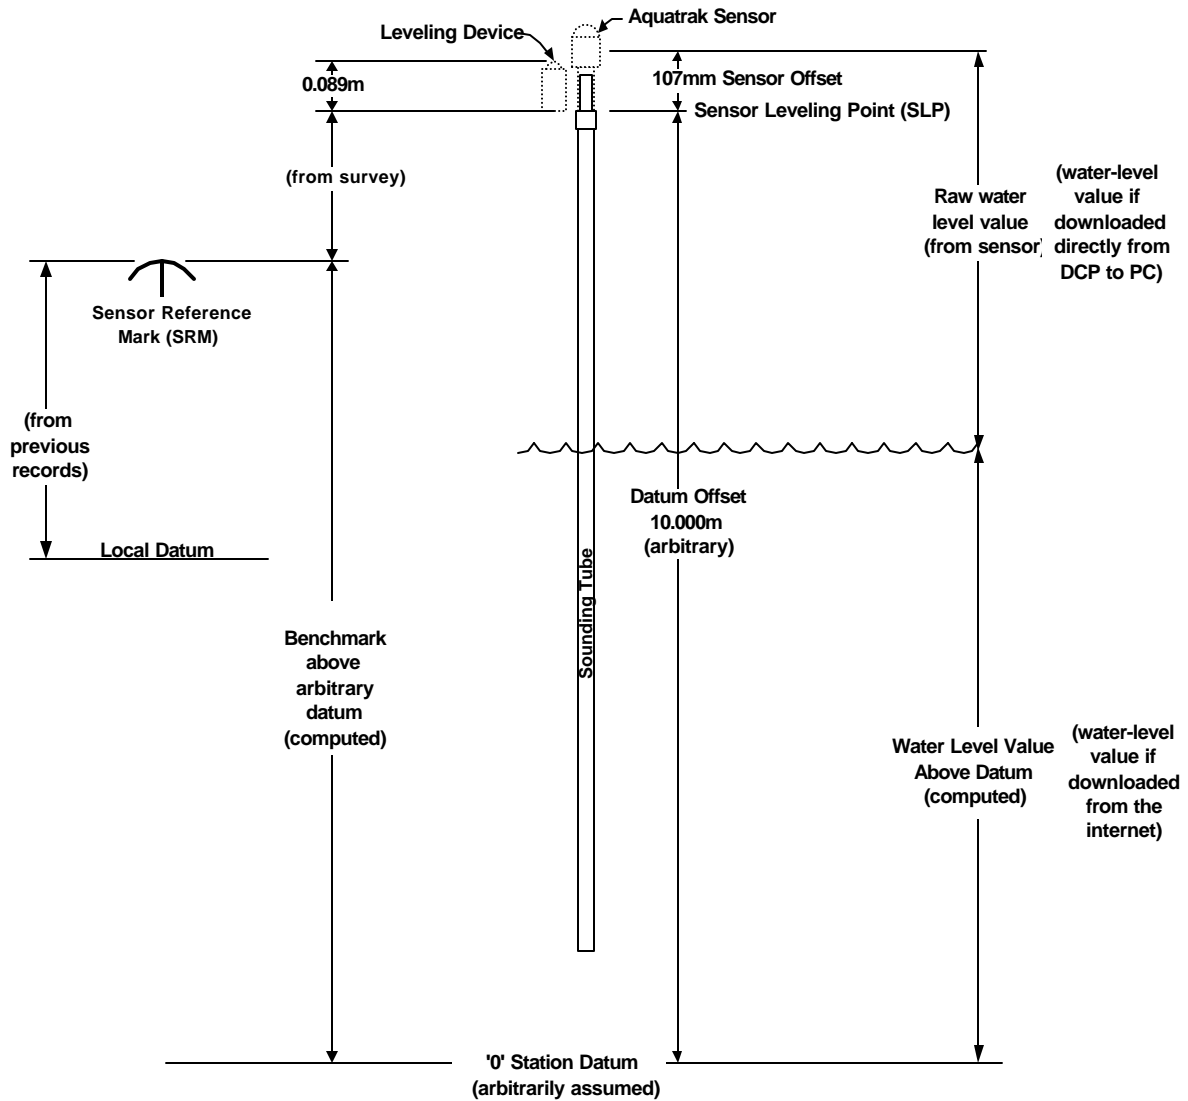 Aquatrak Sensor
Leveling Device
0.089m
107mm Sensor Offset
Sensor Leveling Point (SLP)
(from survey)
Raw water
level value
(from sensor)
(water-level
value if
downloaded
directly from
DCP to PC)
Sensor Reference
Mark (SRM)
(from
previous
records)
Local Datum
Datum Offset
10.000m
(arbitrary)
Sounding Tube
Benchmark
above
arbitrary
datum
(computed)
Water Level Value
Above Datum
(computed)
(water-level
value if
downloaded
from the
internet)
'0' Station Datum
(arbitrarily assumed)